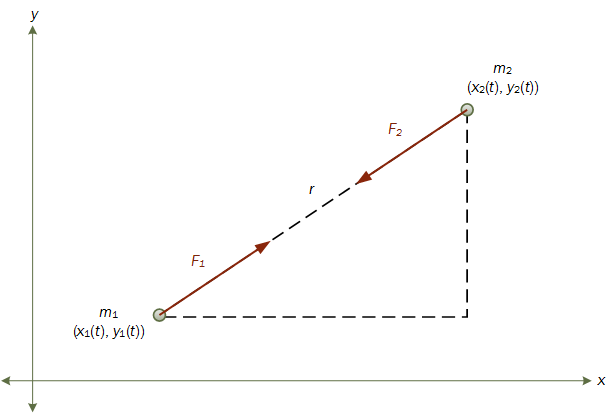 y
m₂
(x₂(t), y₂(t))
F₂
r
F₁
m₁
(x₁(t), y₁(t))
x